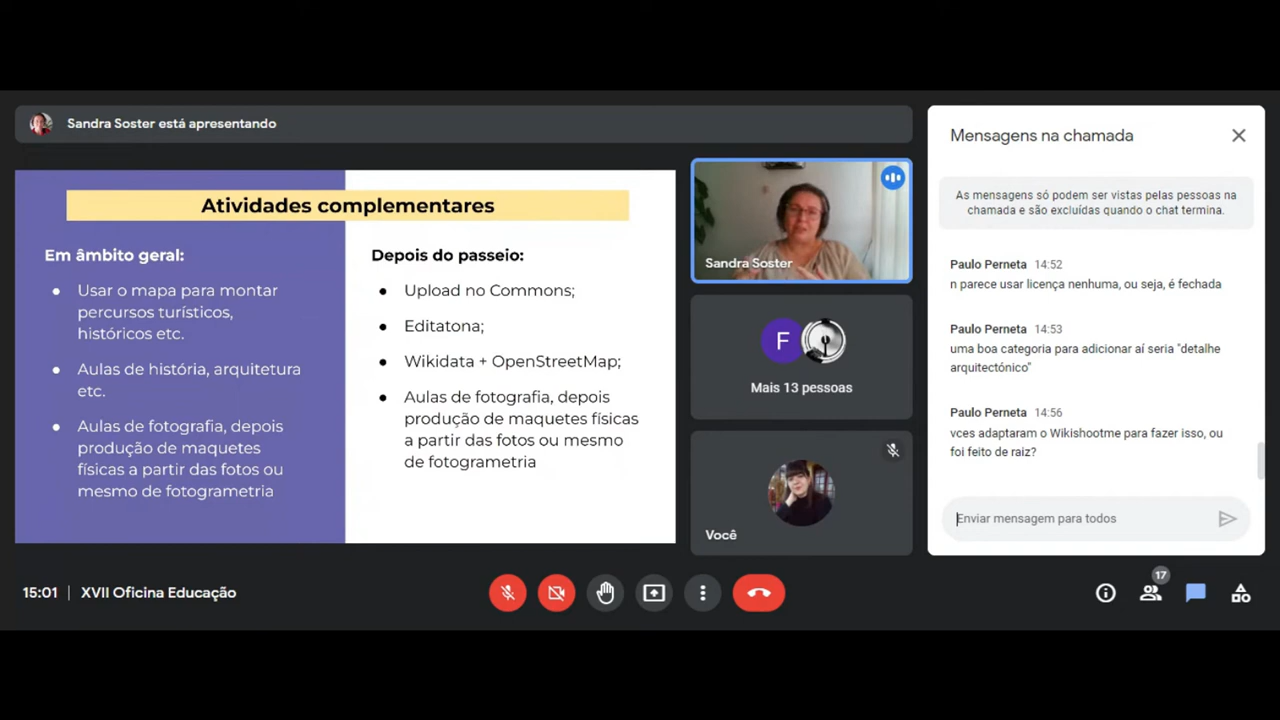 Sandra Soster está apresentando
Atividades complementares
Em âmbito geral:
● Usar o mapa para montar
percursos turísticos,
históricos etc.
● Aulas de história, arquitetura
etc.
● Aulas de fotografia, depois
produção de maquetes
físicas a partir das fotos ou
mesmo de fotogrametria
Depois do passeio:
● Upload no Commons;
● Editatona;
● Wikidata + OpenStreetMap;
● Aulas de fotografia, depois
produção de maquetes físicas
a partir das fotos ou mesmo
de fotogrametria
Sandra Soster
F
Mais 13 pessoas
Você
Mensagens na chamada
As mensagens só podem ser vistas pelas pessoas na
chamada e são excluídas quando o chat termina.
Paulo Perneta 14:52
n parece usar licença nenhuma, ou seja, é fechada
Paulo Perneta 14:53
uma boa categoria para adicionar aí seria "detalhe
arquitectónico"
Paulo Perneta 14:56
vces adaptaram o Wikishootme para fazer isso, ou
foi feito de raiz?
Enviar mensagem para todos
15:01 | XVII Oficina Educação
17